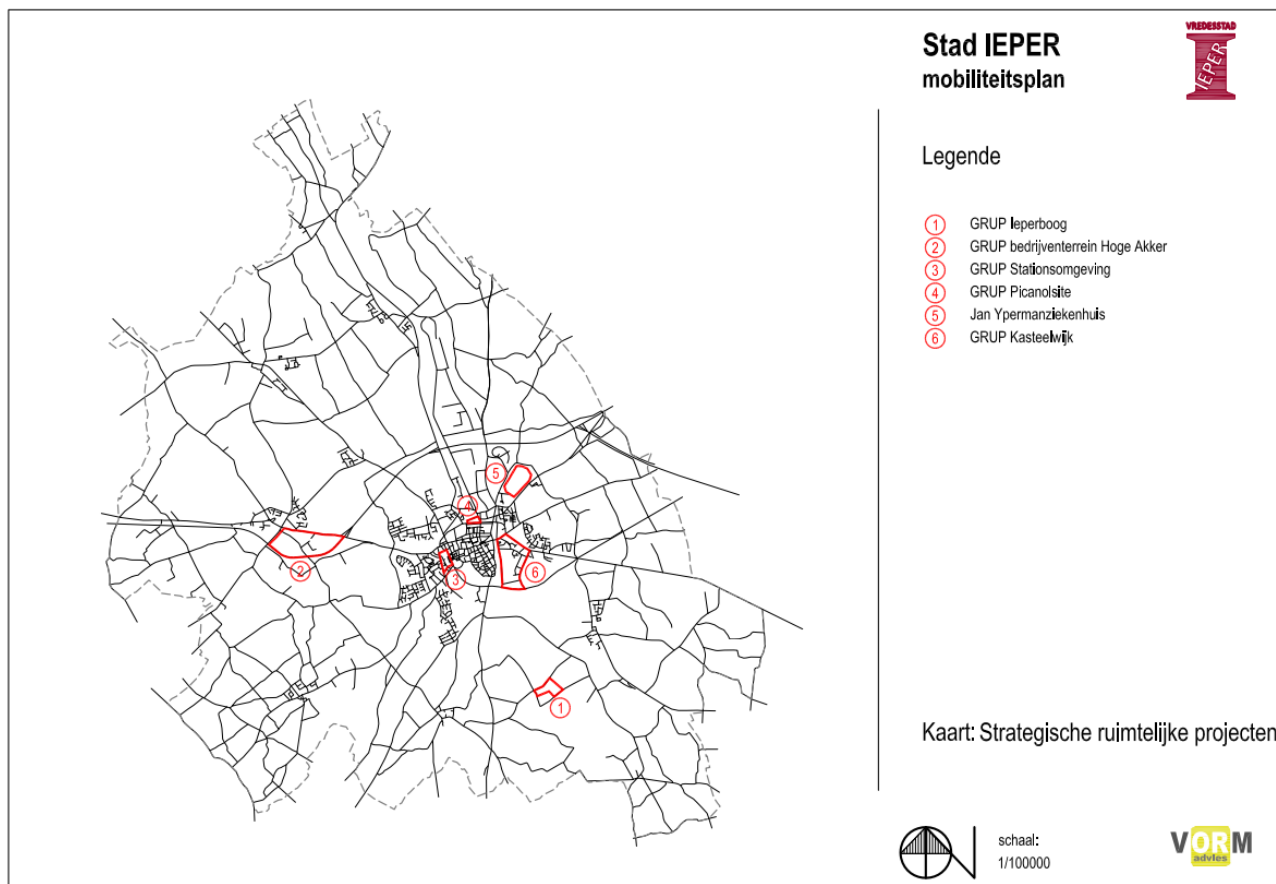 Stad IEPER
mobiliteitsplan
VREDESSTAD
IEPER
Legende
1 GRUP Ieperboog
2 GRUP bedrijventerrein Hoge Akker
3 GRUP Stationsomgeving
4 GRUP Picanolsite
5 Jan Ypermanziekenhuis
6 GRUP Kasteelwijk
5
4
2
3
6
1
Kaart: Strategische ruimtelijke projecten
schaal:
1/100000
VORM
advies